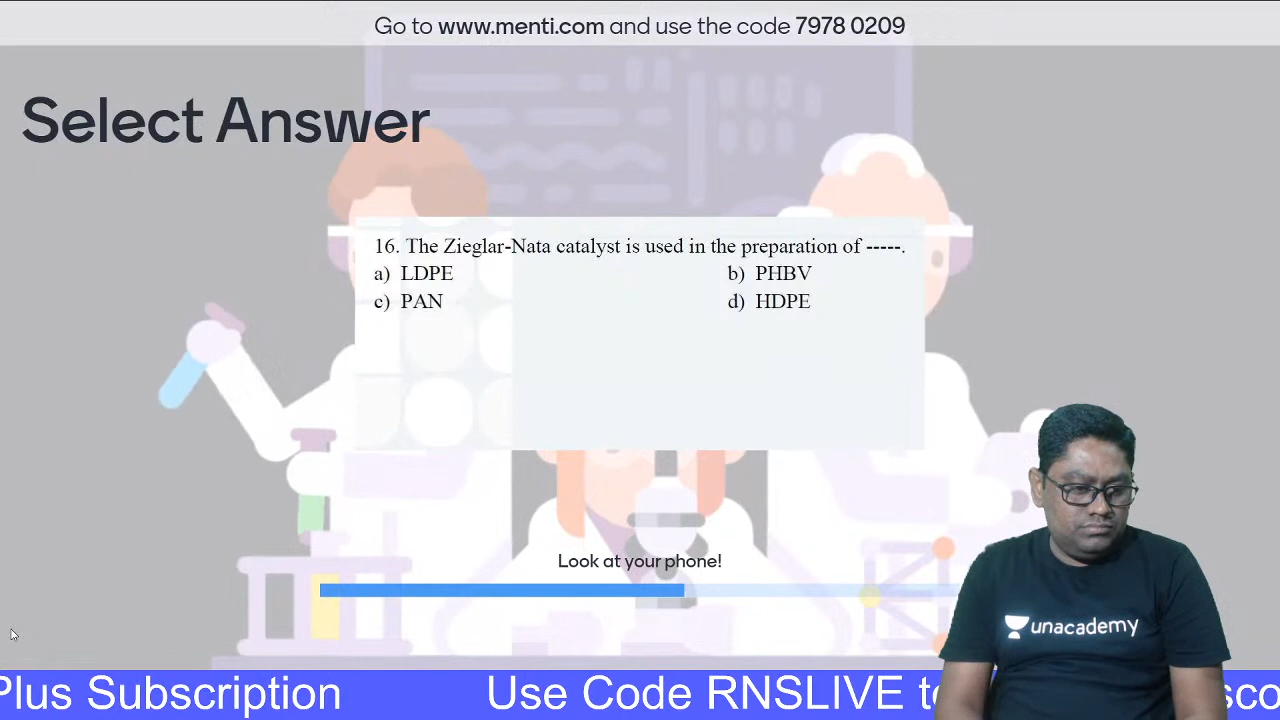 Go to www.menti.com and use the code 7978 0209
Select Answer
16. The Zieglar-Nata catalyst is used in the preparation of -----.
a) LDPE b) PHBV
c) PAN d) HDPE
Look at your phone!
unacademy
Plus Subscription Use Code RNSLIVE to